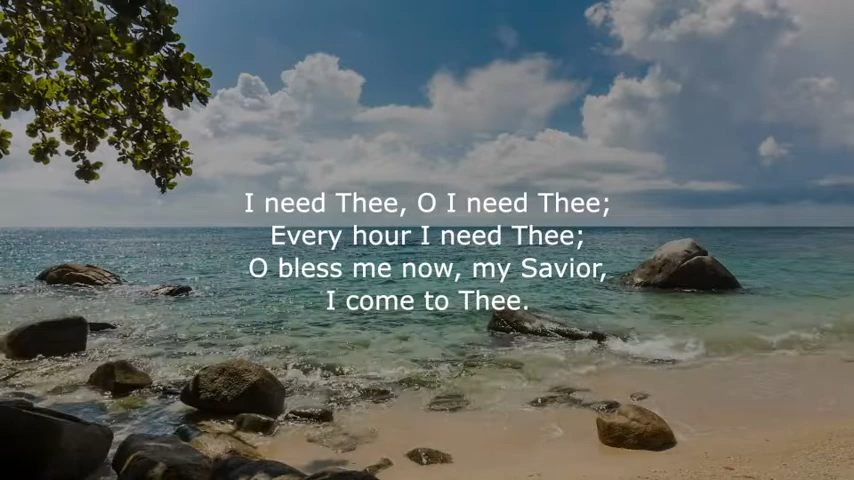 I need Thee, O I need Thee;
Every hour I need Thee;
O bless me now, my Savior,
I come to Thee.